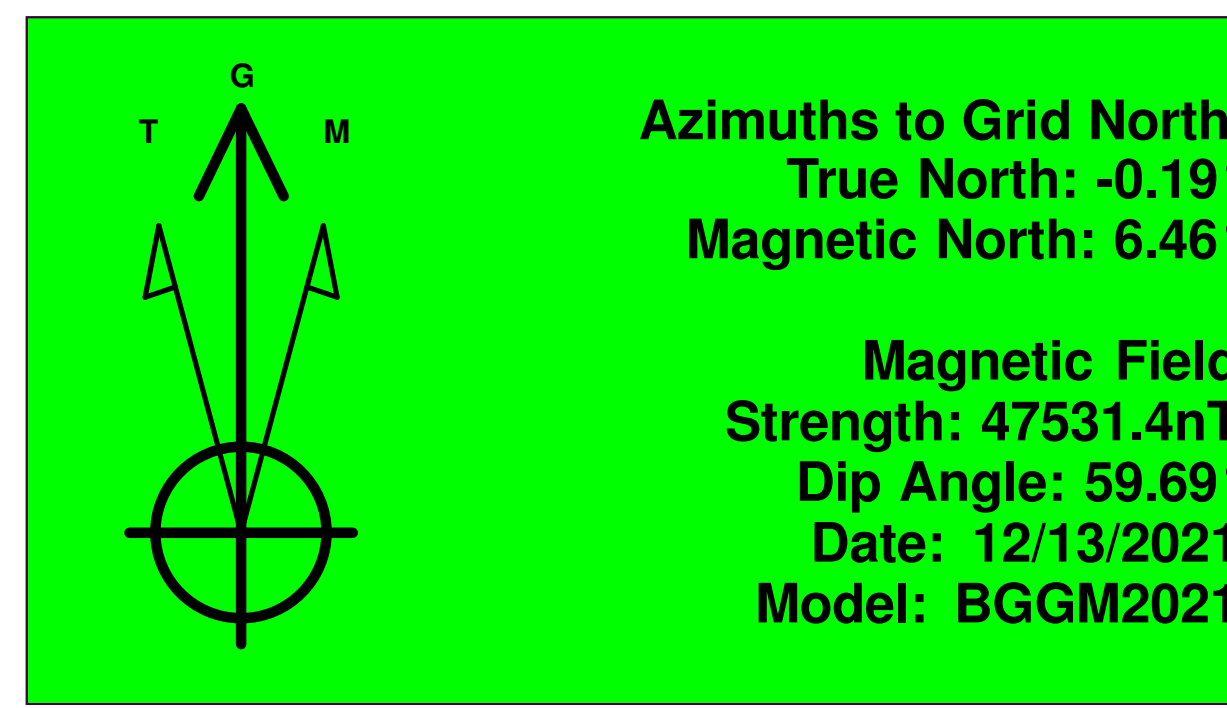 G
T M
Azimuths to Grid North
True North: -0.19°
Magnetic North: 6.46°
Magnetic Field
Strength: 47531.4nT
Dip Angle: 59.69°
Date: 12/13/2021
Model: BGGM2021